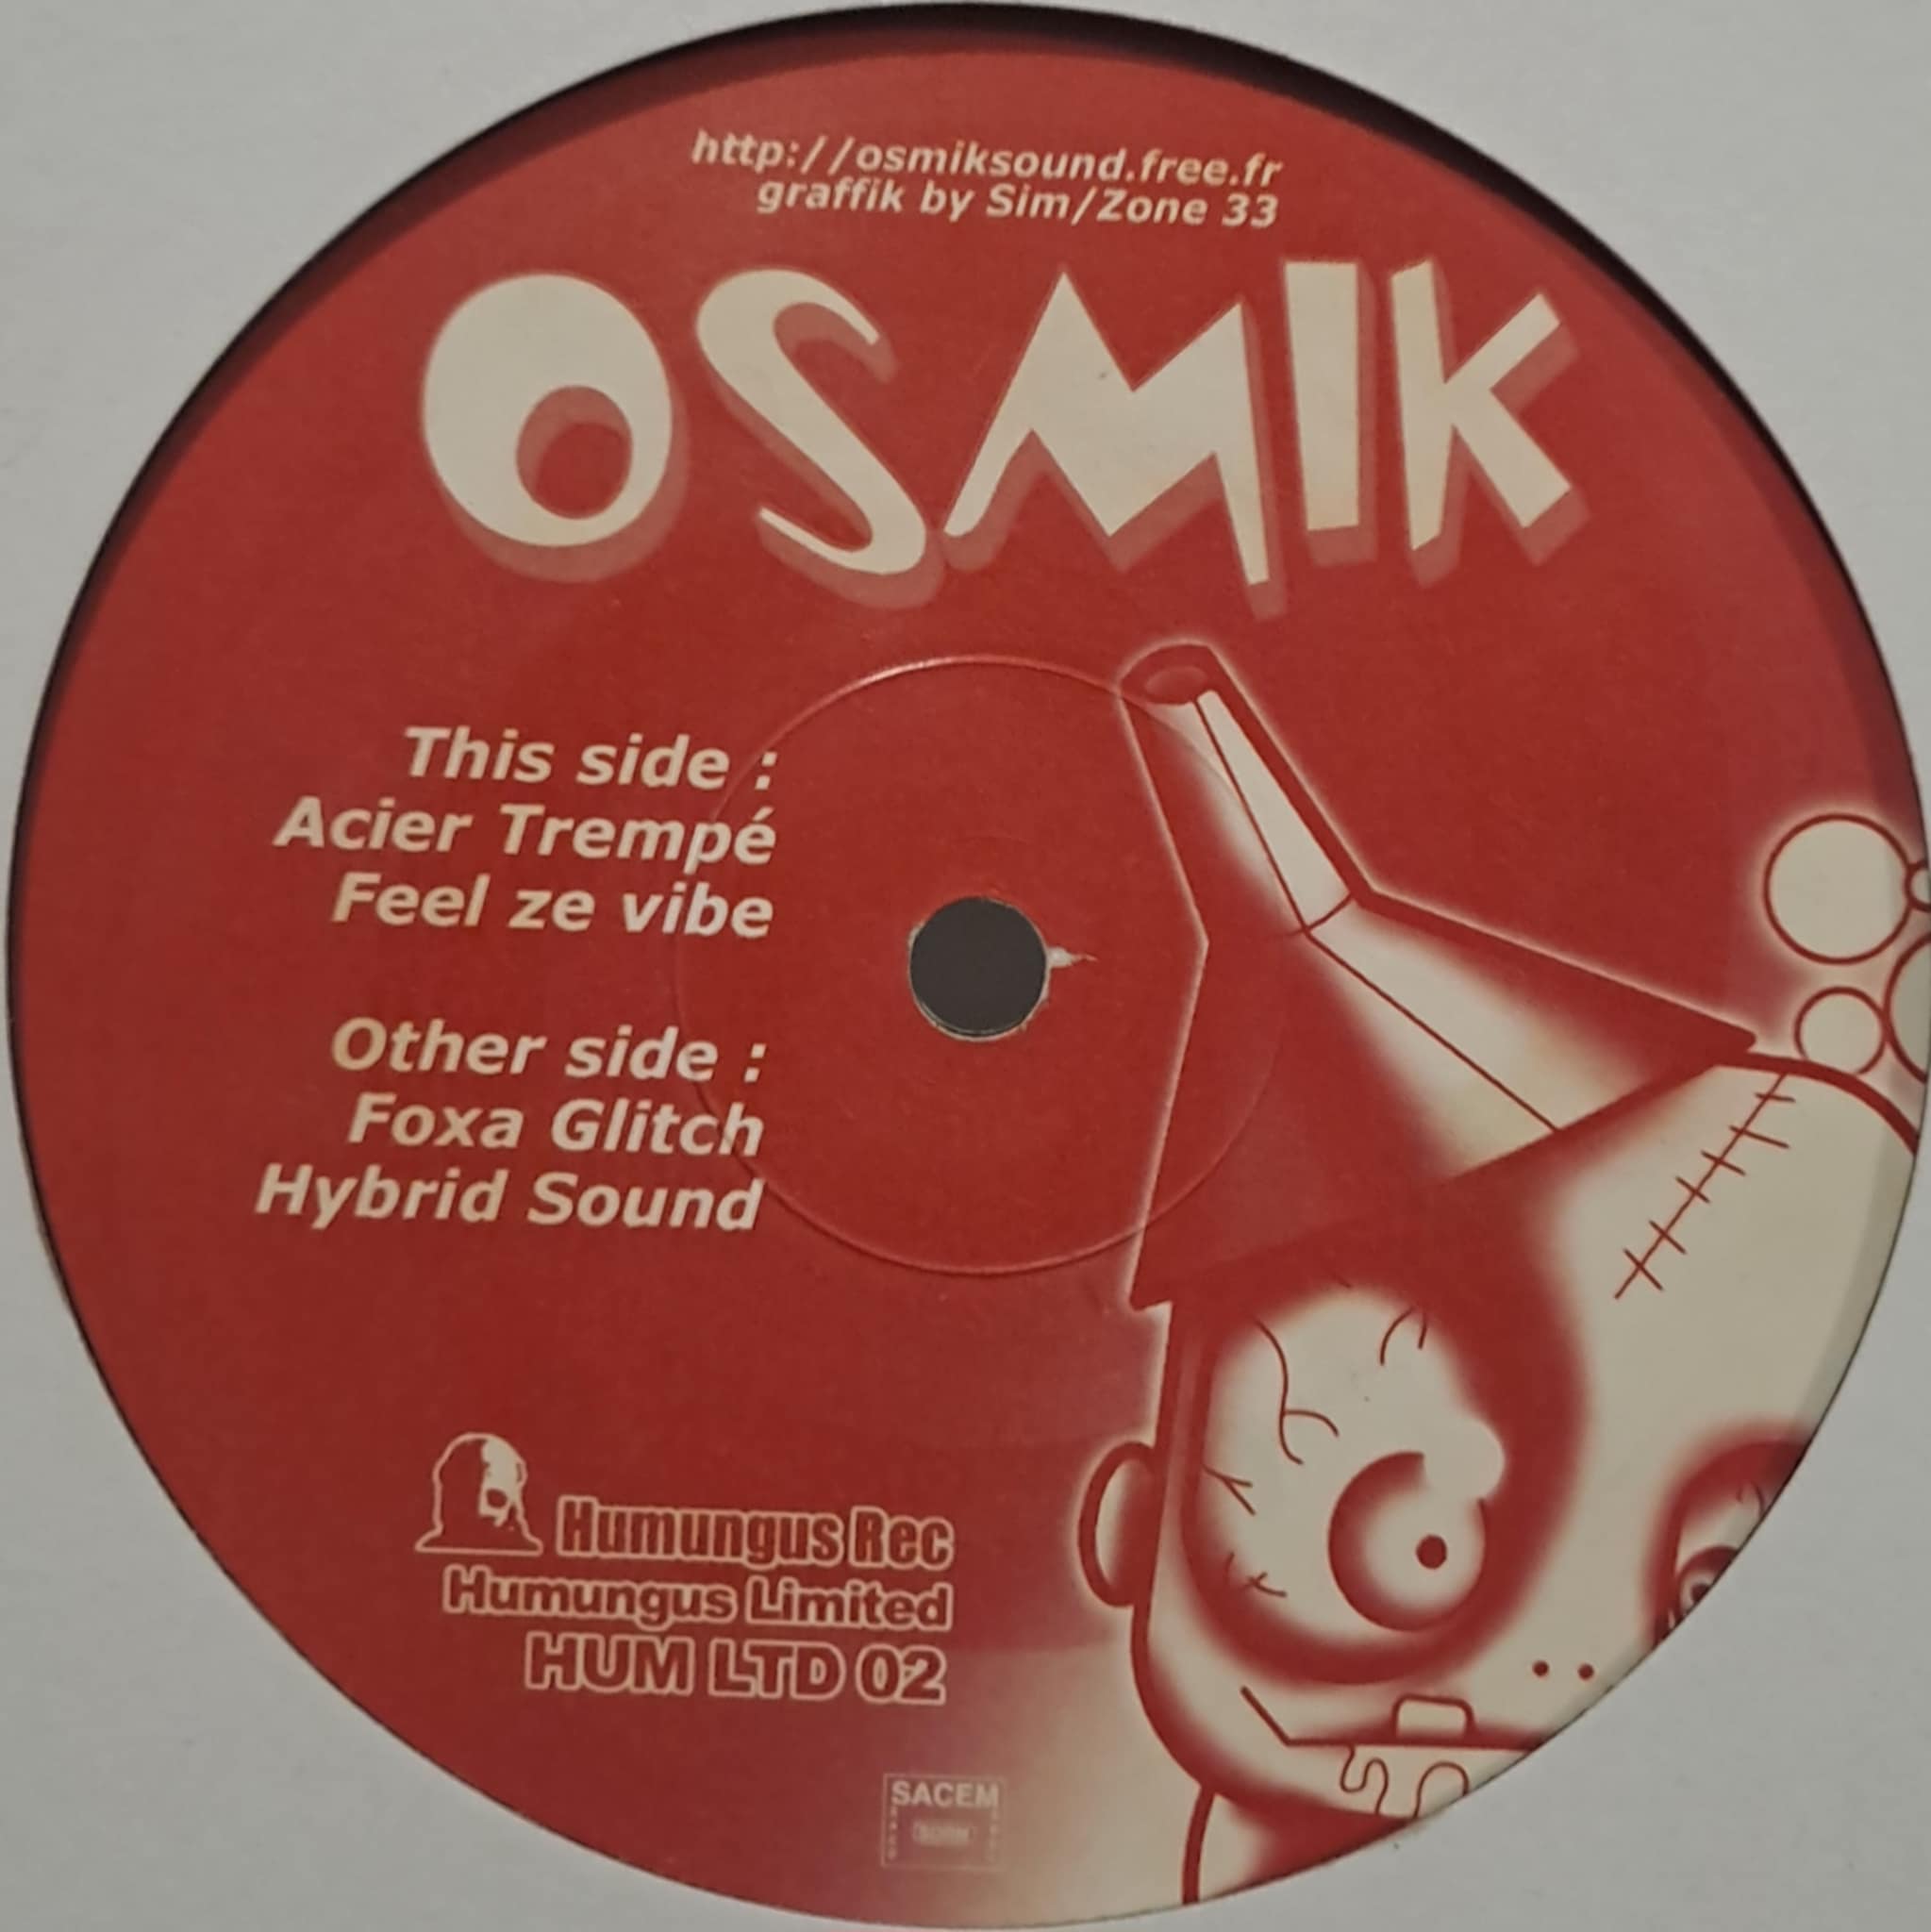 http://osmiksound.free.fr
graffik by Sim/Zone 33
OSMIK
This side :
Acier Trempé
Feel ze vibe
Other side :
Foxa Glitch
Hybrid Sound
Humungus Rec
Humungus Limited
HUM LTD 02
SACEM